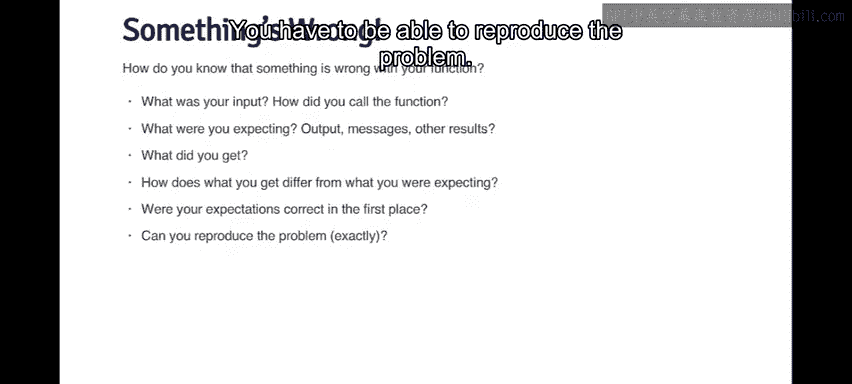 Something's Wrong!
You have to be able to reproduce the
problem.
How do you know that something is wrong with your function?
· What was your input? How did you call the function?
· What were you expecting? Output, messages, other results?
· What did you get?
· How does what you get differ from what you were expecting?
· Were your expectations correct in the first place?
· Can you reproduce the problem (exactly)?